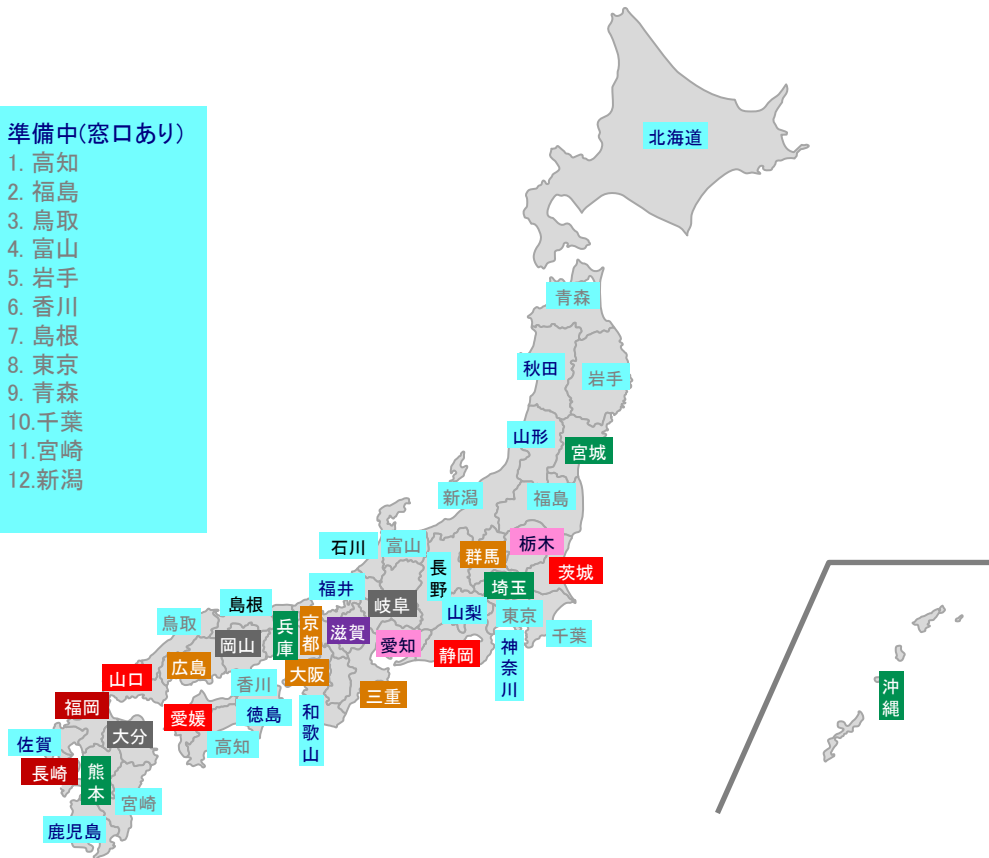 準備中(窓口あり)
1. 高知
2. 福島
3. 鳥取
4. 富山
5. 岩手
6. 香川
7. 島根
8. 東京
9. 青森
10.千葉
11.宮崎
12.新潟
北海道
青森
秋田
岩手
山形
宮城
新潟
福島
石川
富山
群馬
栃木
長野
茨城
福井
埼玉
島根
岐阜
山梨
東京
鳥取
兵庫
京都
滋賀
愛知
千葉
岡山
静岡
神奈川
広島
大阪
山口
香川
三重
沖縄
福岡
愛媛
徳島
和歌山
佐賀
大分
高知
長崎
熊本
宮崎
鹿児島